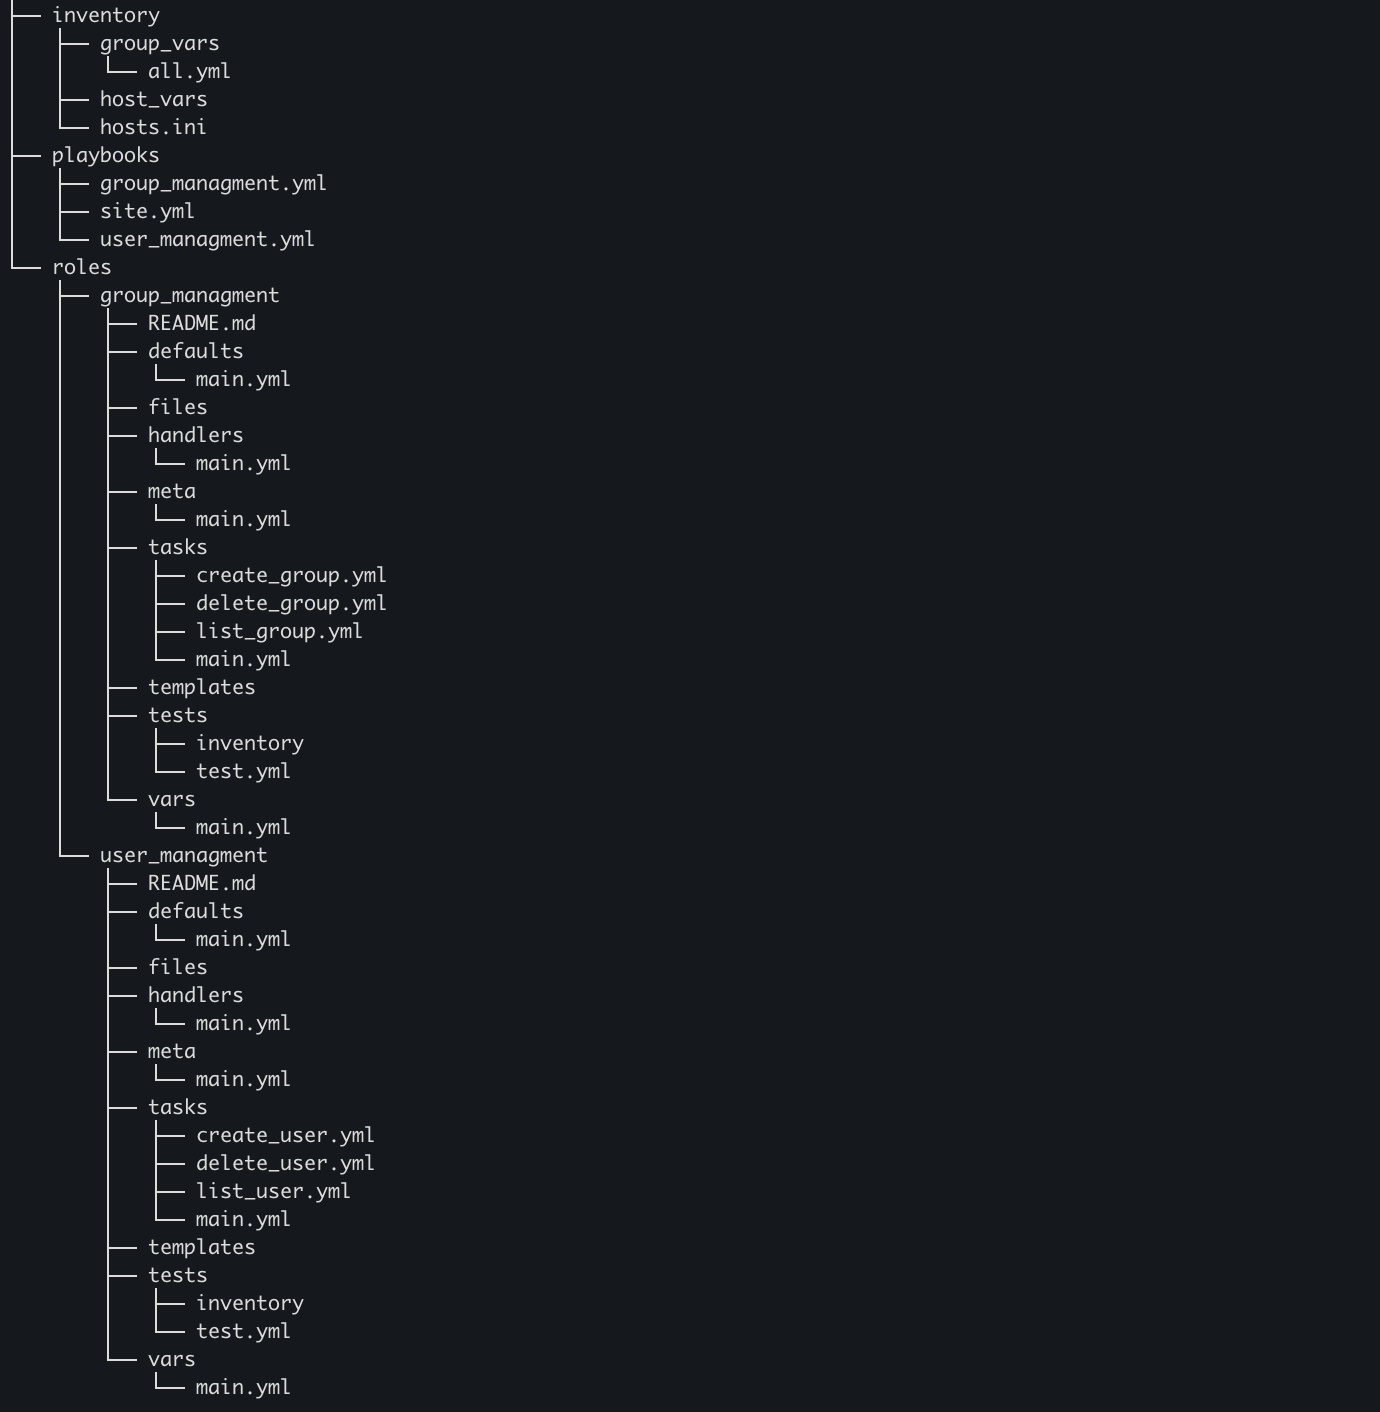 ├── inventory
│   ├── group_vars
│   │   └── all.yml
│   ├── host_vars
│   └── hosts.ini
├── playbooks
│   ├── group_managment.yml
│   ├── site.yml
│   └── user_managment.yml
└── roles
    ├── group_managment
    │   ├── README.md
    │   ├── defaults
    │   │   └── main.yml
    │   ├── files
    │   ├── handlers
    │   │   └── main.yml
    │   ├── meta
    │   │   └── main.yml
    │   ├── tasks
    │   │   ├── create_group.yml
    │   │   ├── delete_group.yml
    │   │   ├── list_group.yml
    │   │   └── main.yml
    │   ├── templates
    │   ├── tests
    │   │   ├── inventory
    │   │   └── test.yml
    │   └── vars
    │       └── main.yml
    └── user_managment
        ├── README.md
        ├── defaults
        │   └── main.yml
        ├── files
        ├── handlers
        │   └── main.yml
        ├── meta
        │   └── main.yml
        ├── tasks
        │   ├── create_user.yml
        │   ├── delete_user.yml
        │   ├── list_user.yml
        │   └── main.yml
        ├── templates
        ├── tests
        │   ├── inventory
        │   └── test.yml
        └── vars
            └── main.yml